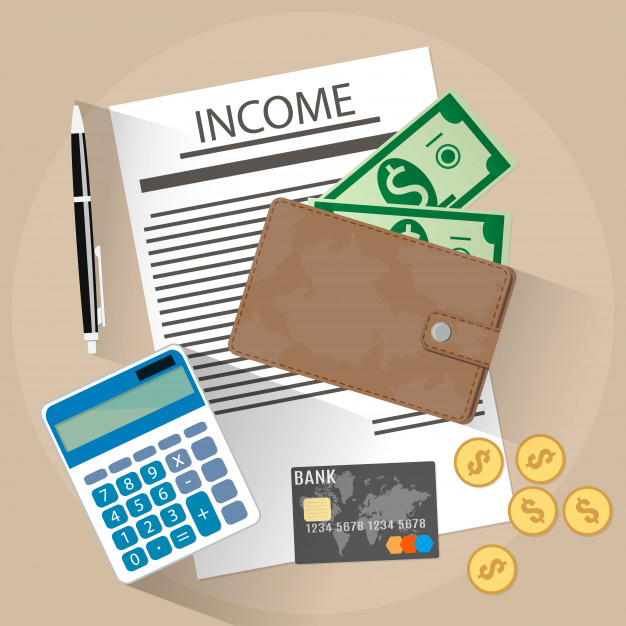 INCOME
$
$
BANK
1234 5678 1234 5678
7 8 9 X
4 5 6 -
1 2 3 +
0 . =
$
$
$
$
$